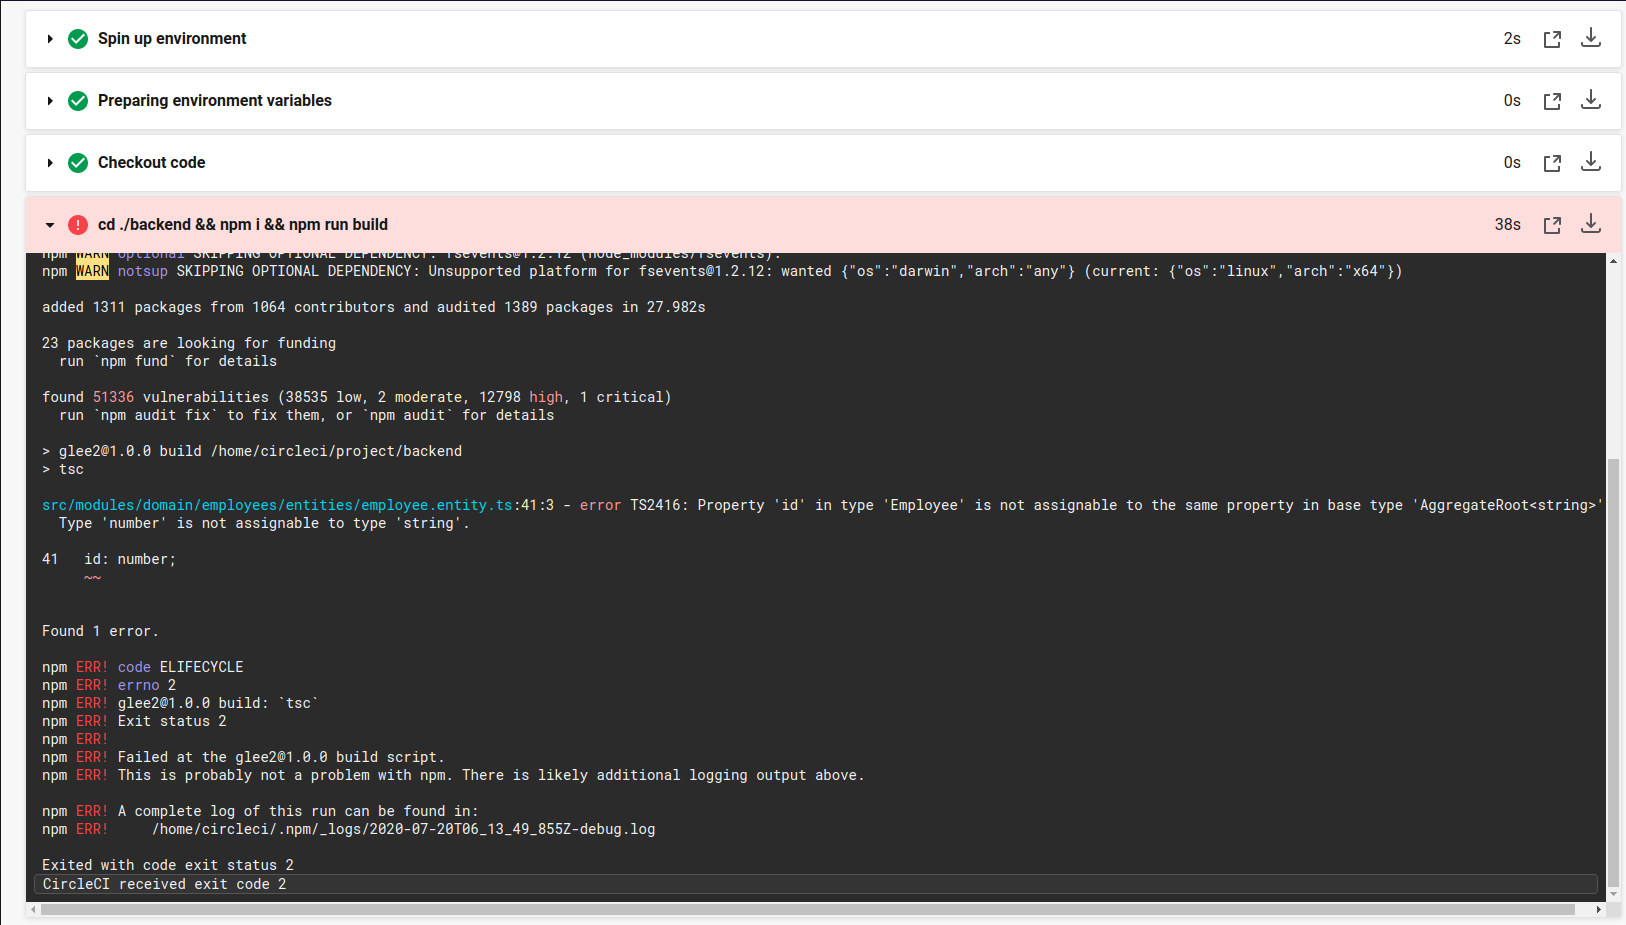 Spin up environment 2s
Preparing environment variables 0s
Checkout code 0s
cd ./backend && npm i && npm run build 38s
npm WARN optional SKIPPING OPTIONAL DEPENDENCY: fsevents@1.2.12 (node_modules/fsevents):
npm WARN notsup SKIPPING OPTIONAL DEPENDENCY: Unsupported platform for fsevents@1.2.12: wanted {"os":"darwin","arch":"any"} (current: {"os":"linux","arch":"x64"})
added 1311 packages from 1064 contributors and audited 1389 packages in 27.982s
23 packages are looking for funding
run `npm fund` for details
found 51336 vulnerabilities (38535 low, 2 moderate, 12798 high, 1 critical)
run `npm audit fix` to fix them, or `npm audit` for details
> glee2@1.0.0 build /home/circleci/project/backend
> tsc
src/modules/domain/employees/entities/employee.entity.ts:41:3 - error TS2416: Property 'id' in type 'Employee' is not assignable to the same property in base type 'AggregateRoot<string>'
Type 'number' is not assignable to type 'string'.
41 id: number;
~~
Found 1 error.
npm ERR! code ELIFECYCLE
npm ERR! errno 2
npm ERR! glee2@1.0.0 build: `tsc`
npm ERR! Exit status 2
npm ERR!
npm ERR! Failed at the glee2@1.0.0 build script.
npm ERR! This is probably not a problem with npm. There is likely additional logging output above.
npm ERR! A complete log of this run can be found in:
npm ERR! /home/circleci/.npm/_logs/2020-07-20T06_13_49_855Z-debug.log
Exited with code exit status 2
CircleCI received exit code 2